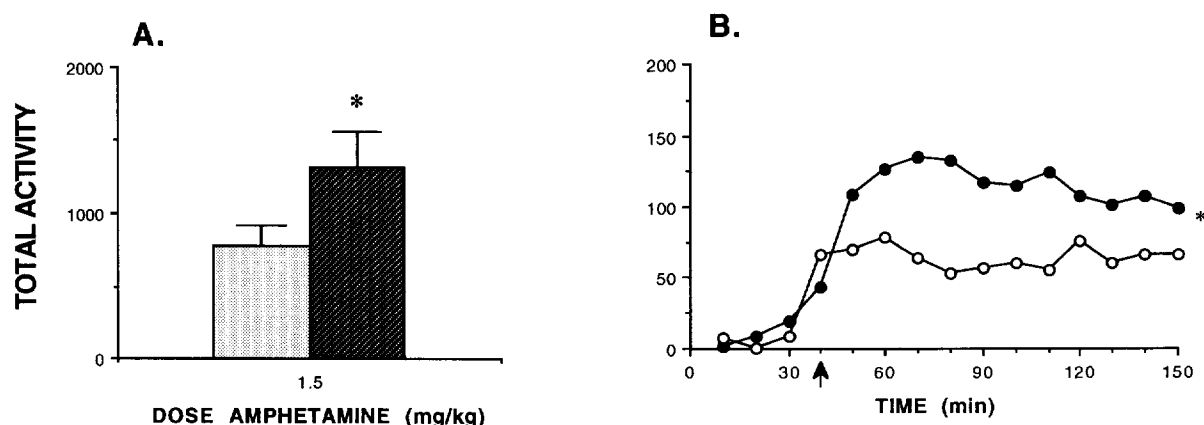 A.
TOTAL ACTIVITY
2000
1000
0
*
1.5
DOSE AMPHETAMINE (mg/kg)
B.
200
150
100
50
0
*
0 30 60 90 120 150
TIME (min)